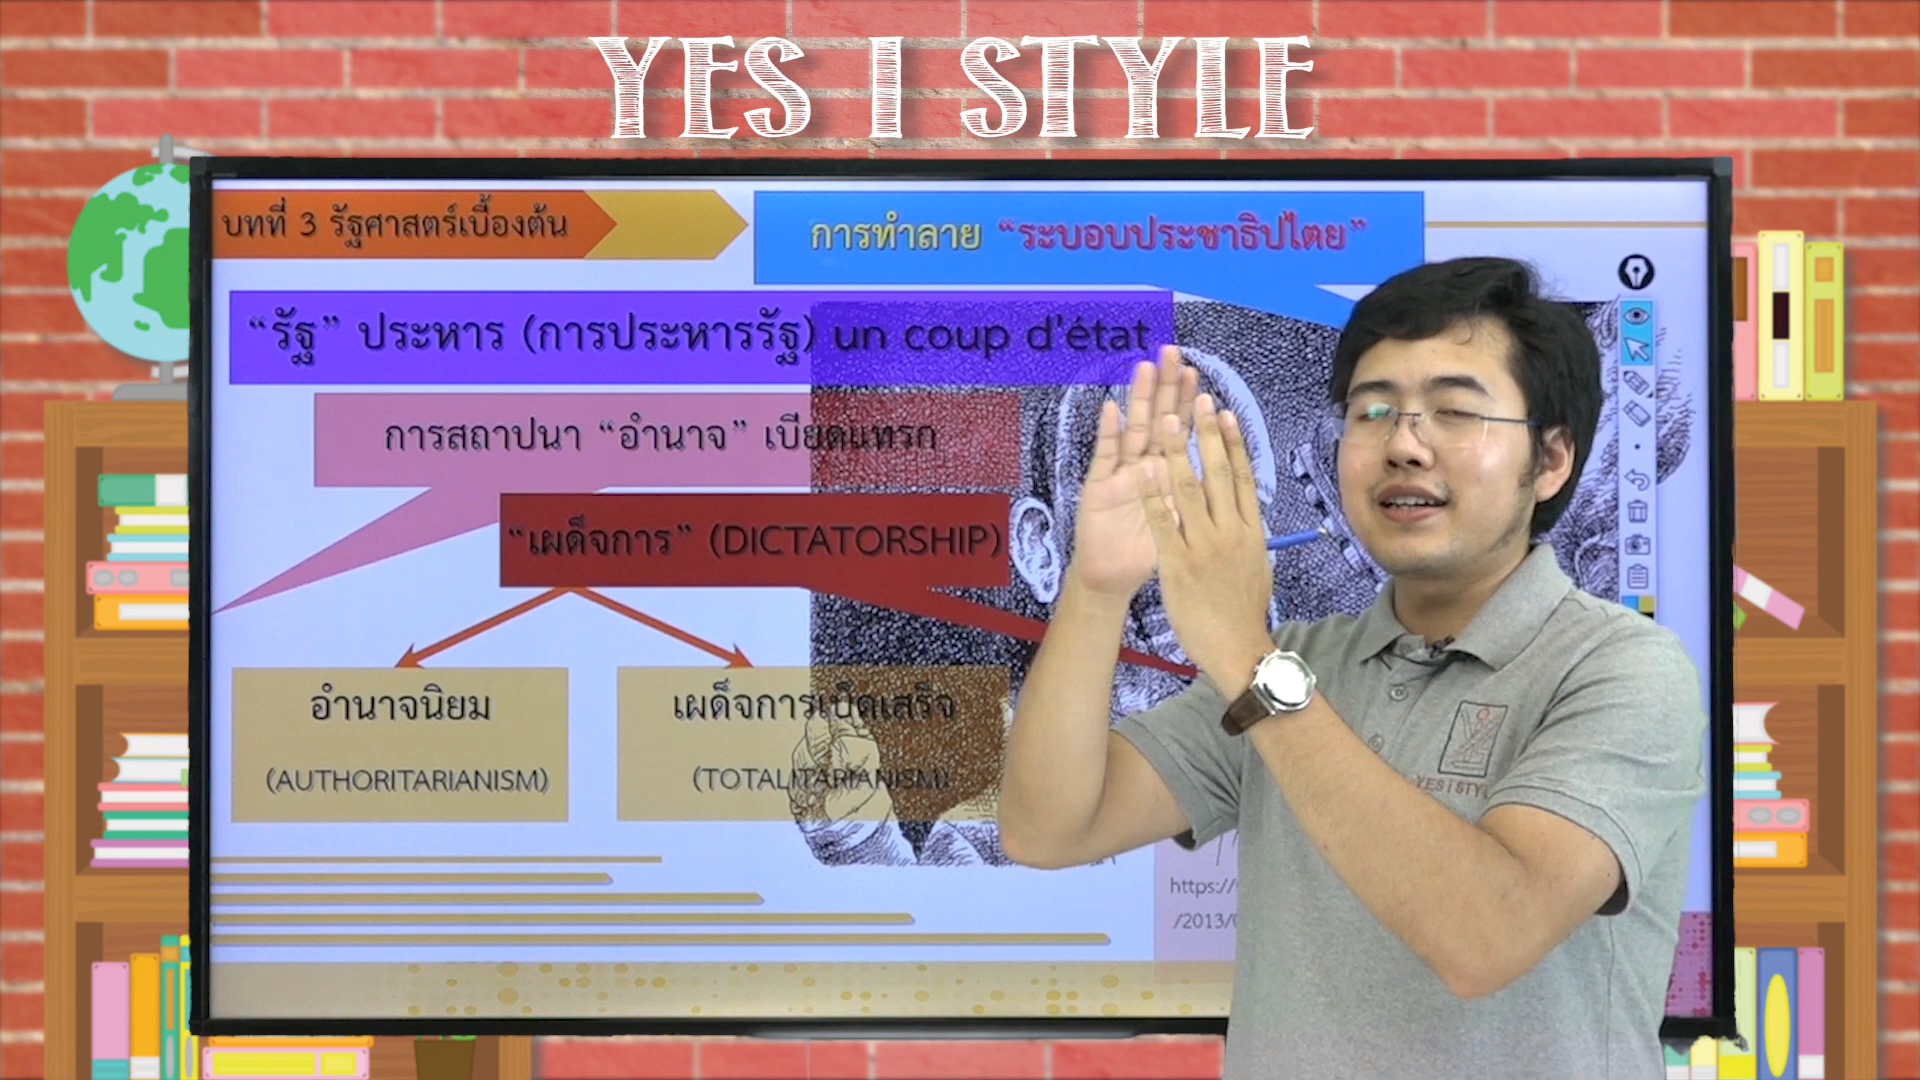 YES I STYLE
บทที่ 3 รัฐศาสตร์เบื้องต้น
การทำลาย “ระบอบประชาธิปไตย”
“รัฐ” ประหาร (การประหารรัฐ) un coup d'état
การสถาปนา “อำนาจ” เบียดแทรก
“เผด็จการ” (DICTATORSHIP)
อำนาจนิยม
(AUTHORITARIANISM)
เผด็จการเบ็ดเสร็จ
(TOTALITARIANISM)
https://
/2013/
YES I STYL